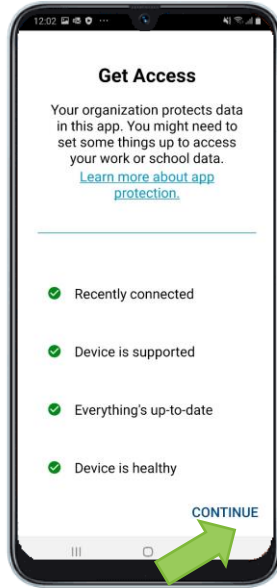 12:02
Get Access
Your organization protects data
in this app. You might need to
set some things up to access
your work or school data.
Learn more about app
protection.
Recently connected
Device is supported
Everything's up-to-date
Device is healthy
CONTINUE